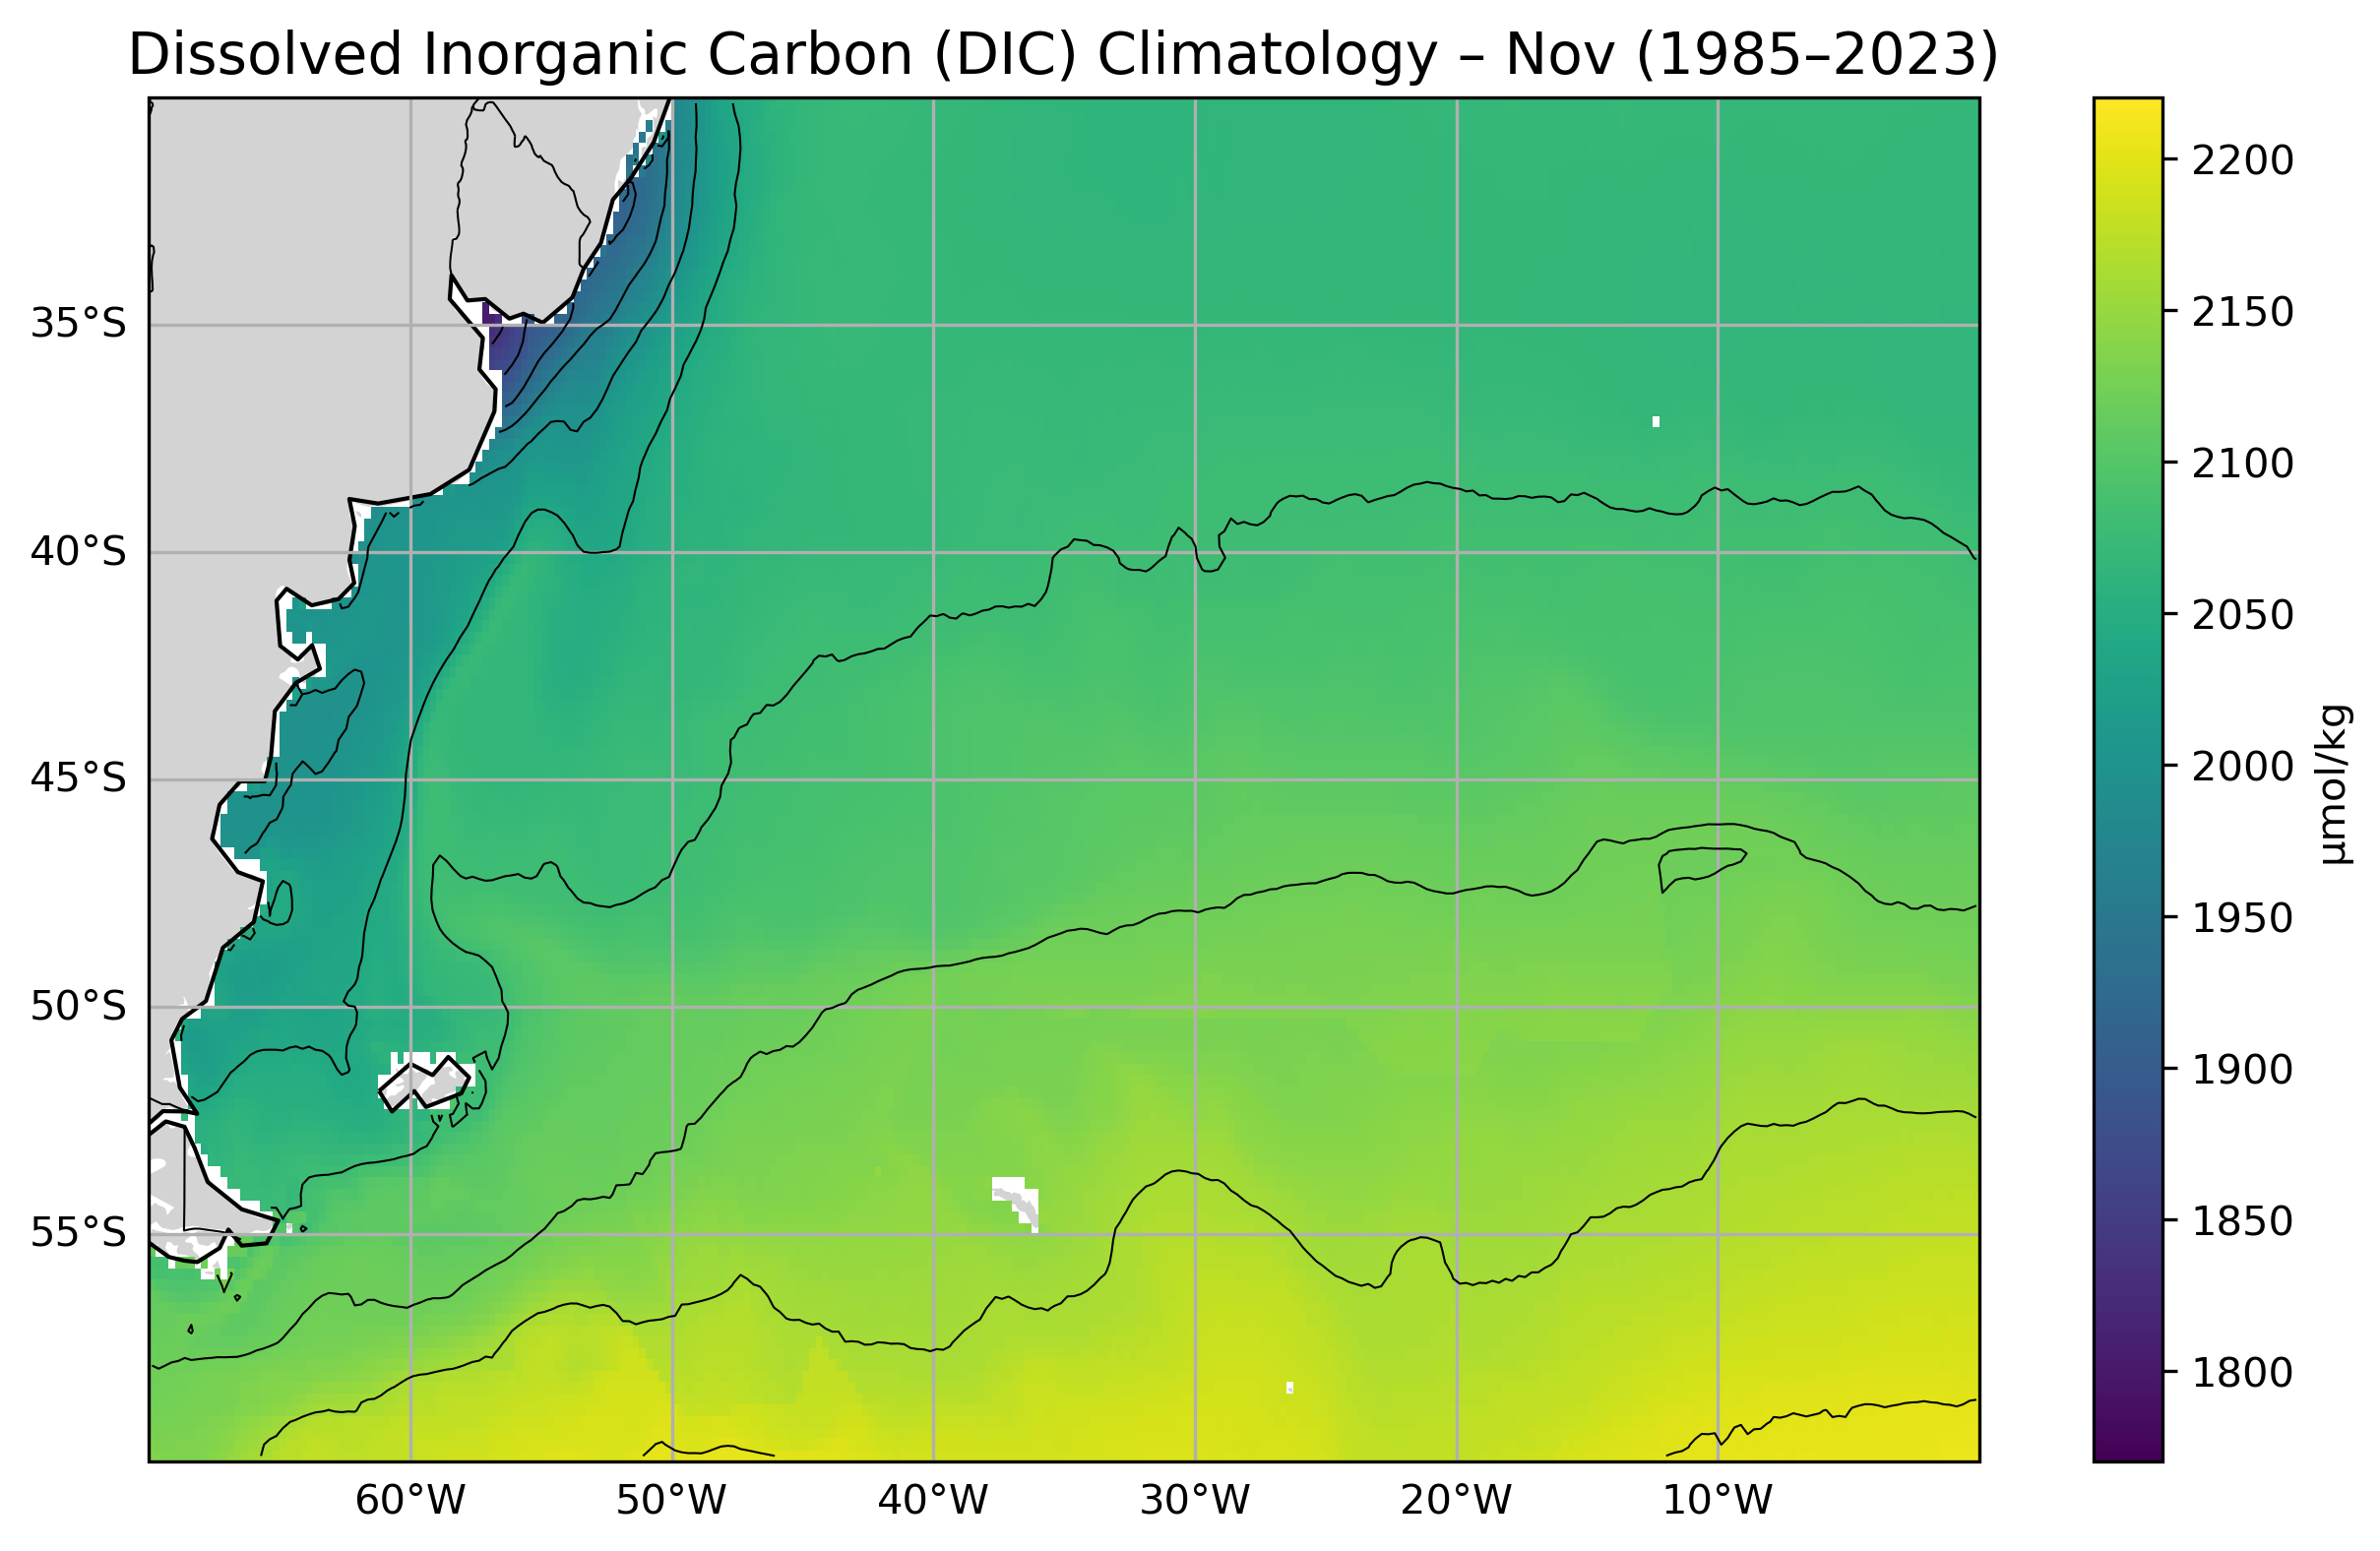 Dissolved Inorganic Carbon (DIC) Climatology – Nov (1985–2023)
35°S
40°S
45°S
50°S
55°S
60°W
50°W
40°W
30°W
20°W
10°W
2200
2150
2100
2050
2000
1950
1900
1850
1800
μmol/kg